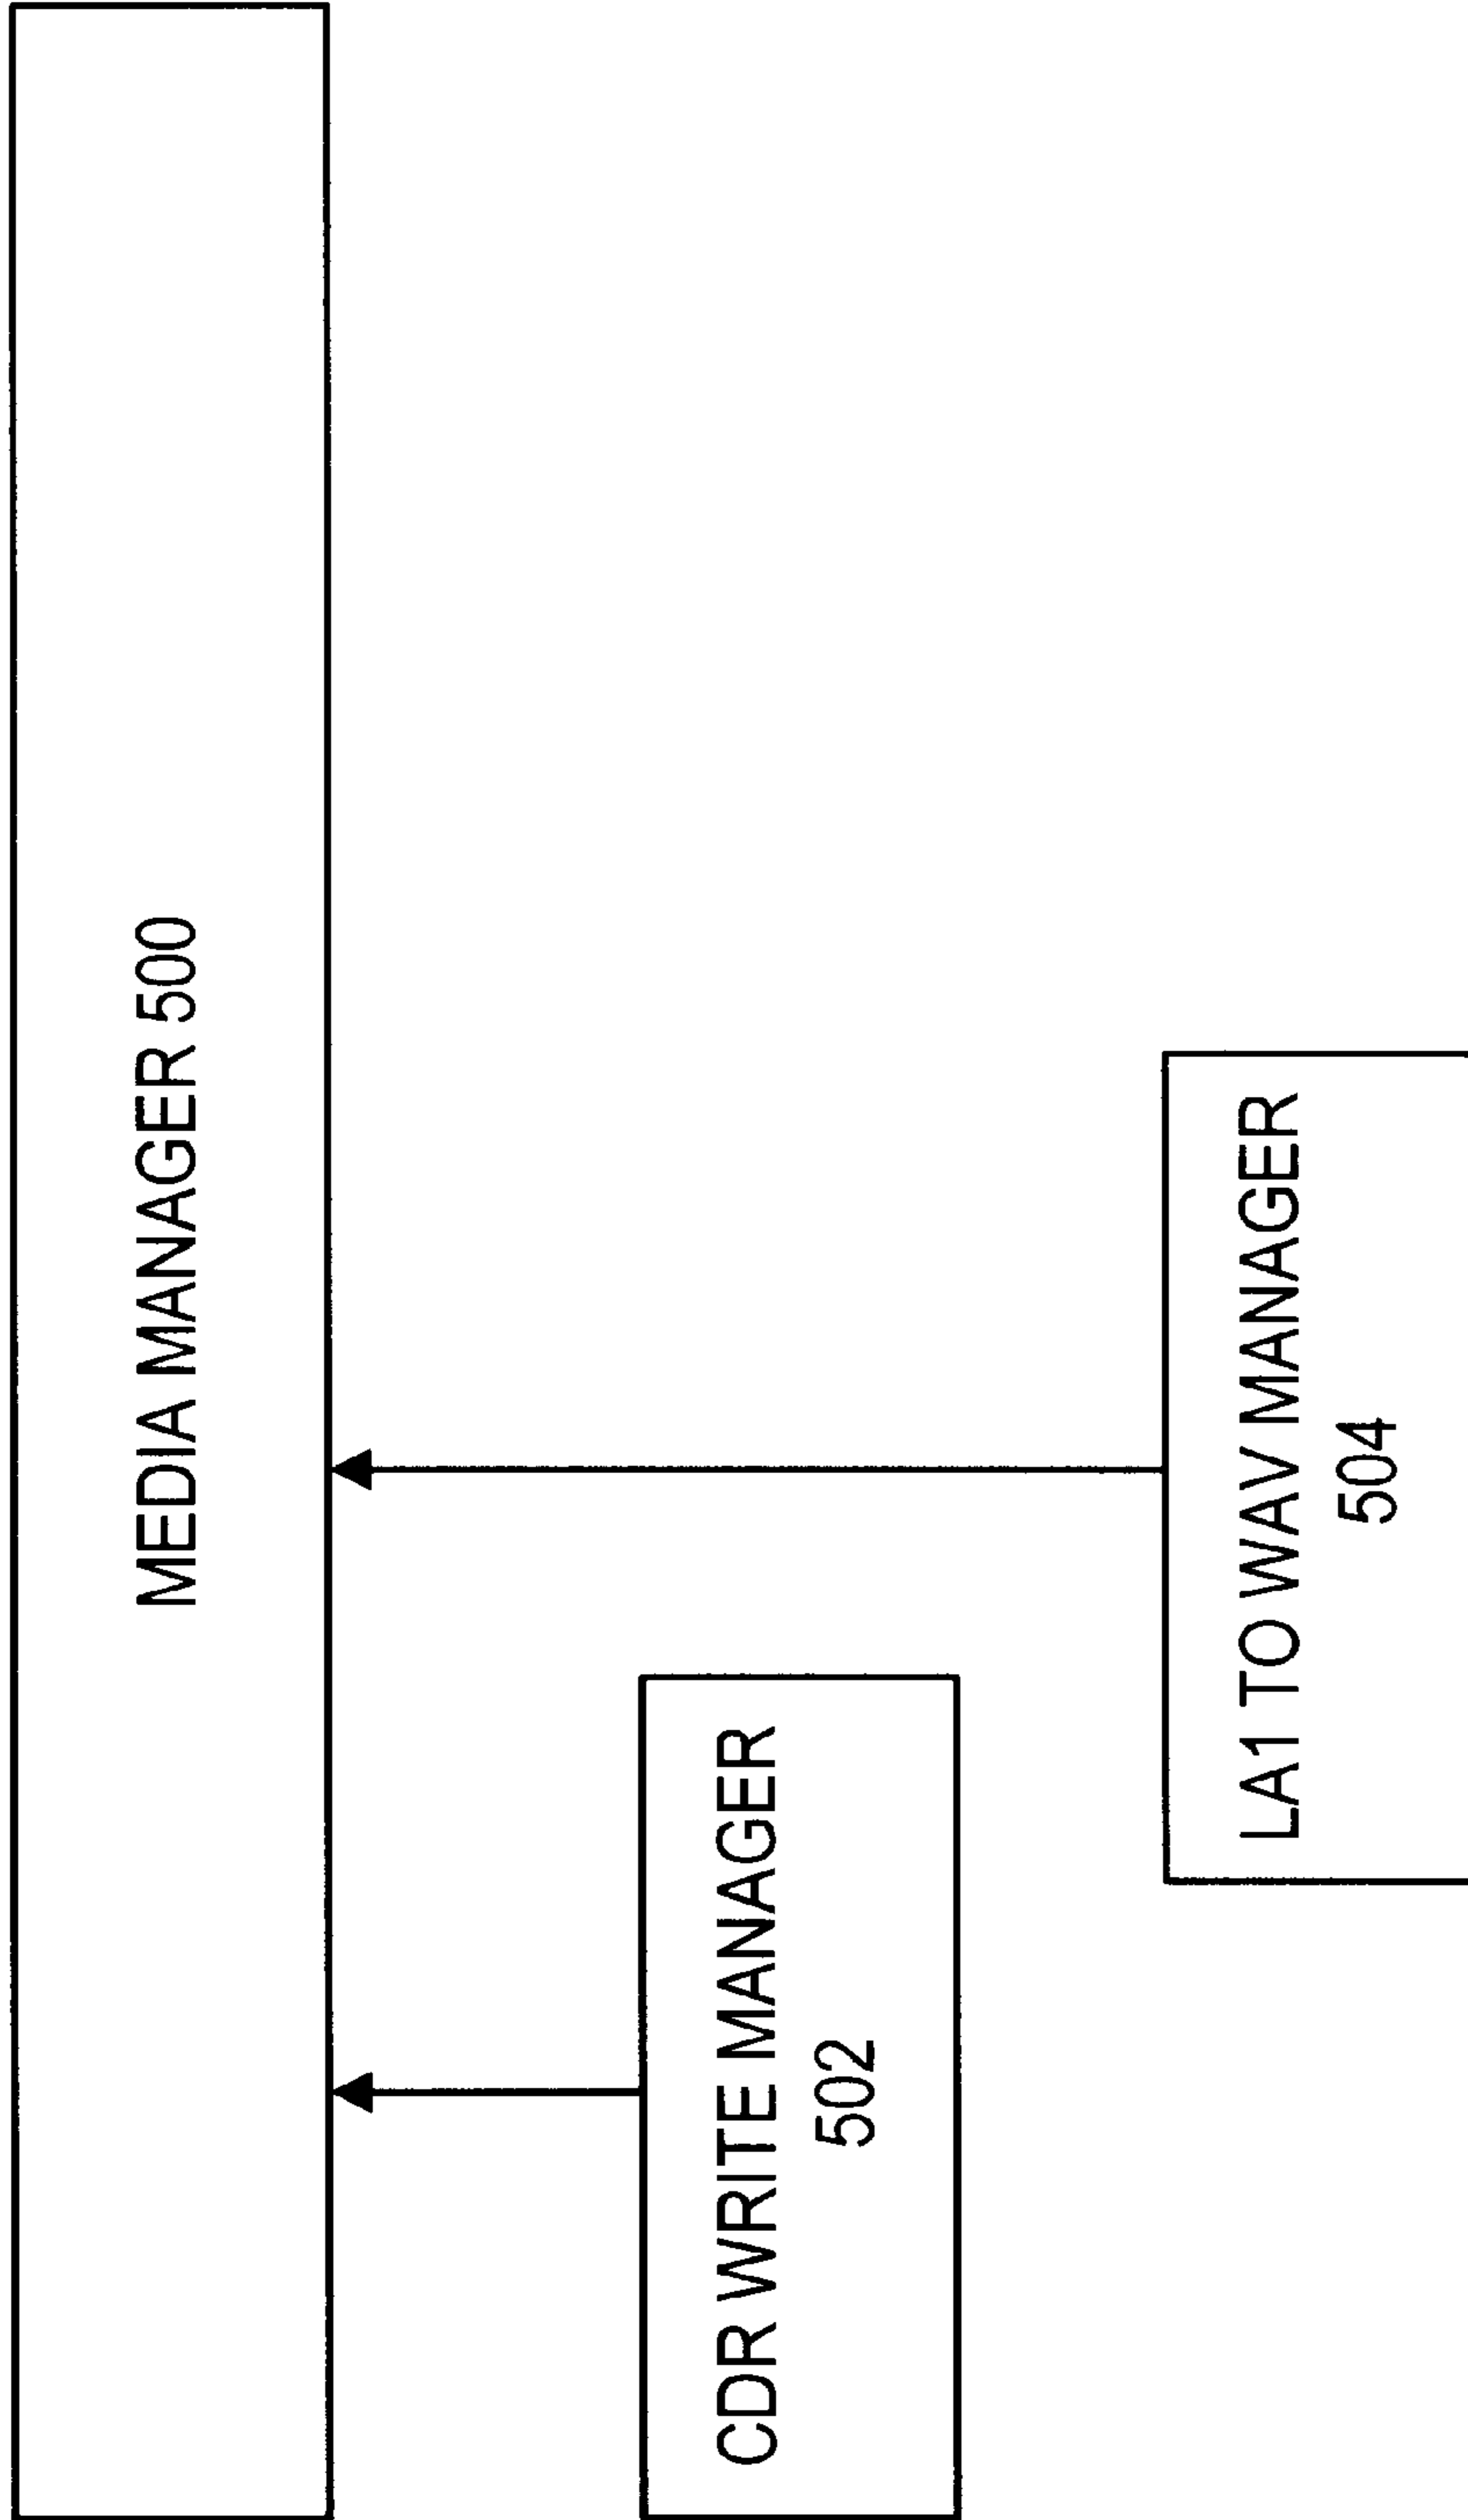 MEDIA MANAGER 500
CDR WRITE MANAGER
502
LA1 TO WAV MANAGER
504